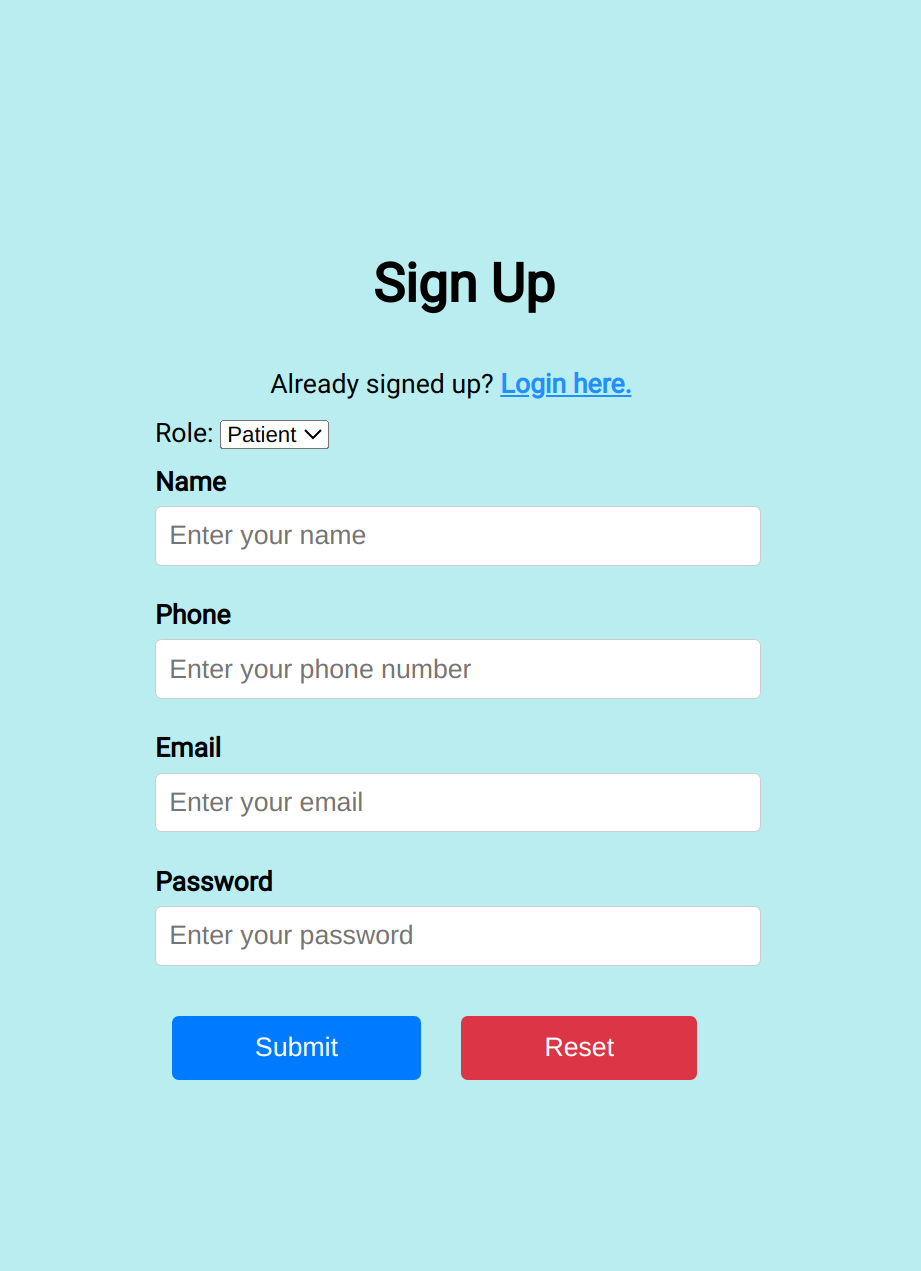 Sign Up
Already signed up? Login here.
Role: Patient
Name
Enter your name
Phone
Enter your phone number
Email
Enter your email
Password
Enter your password
Submit Reset